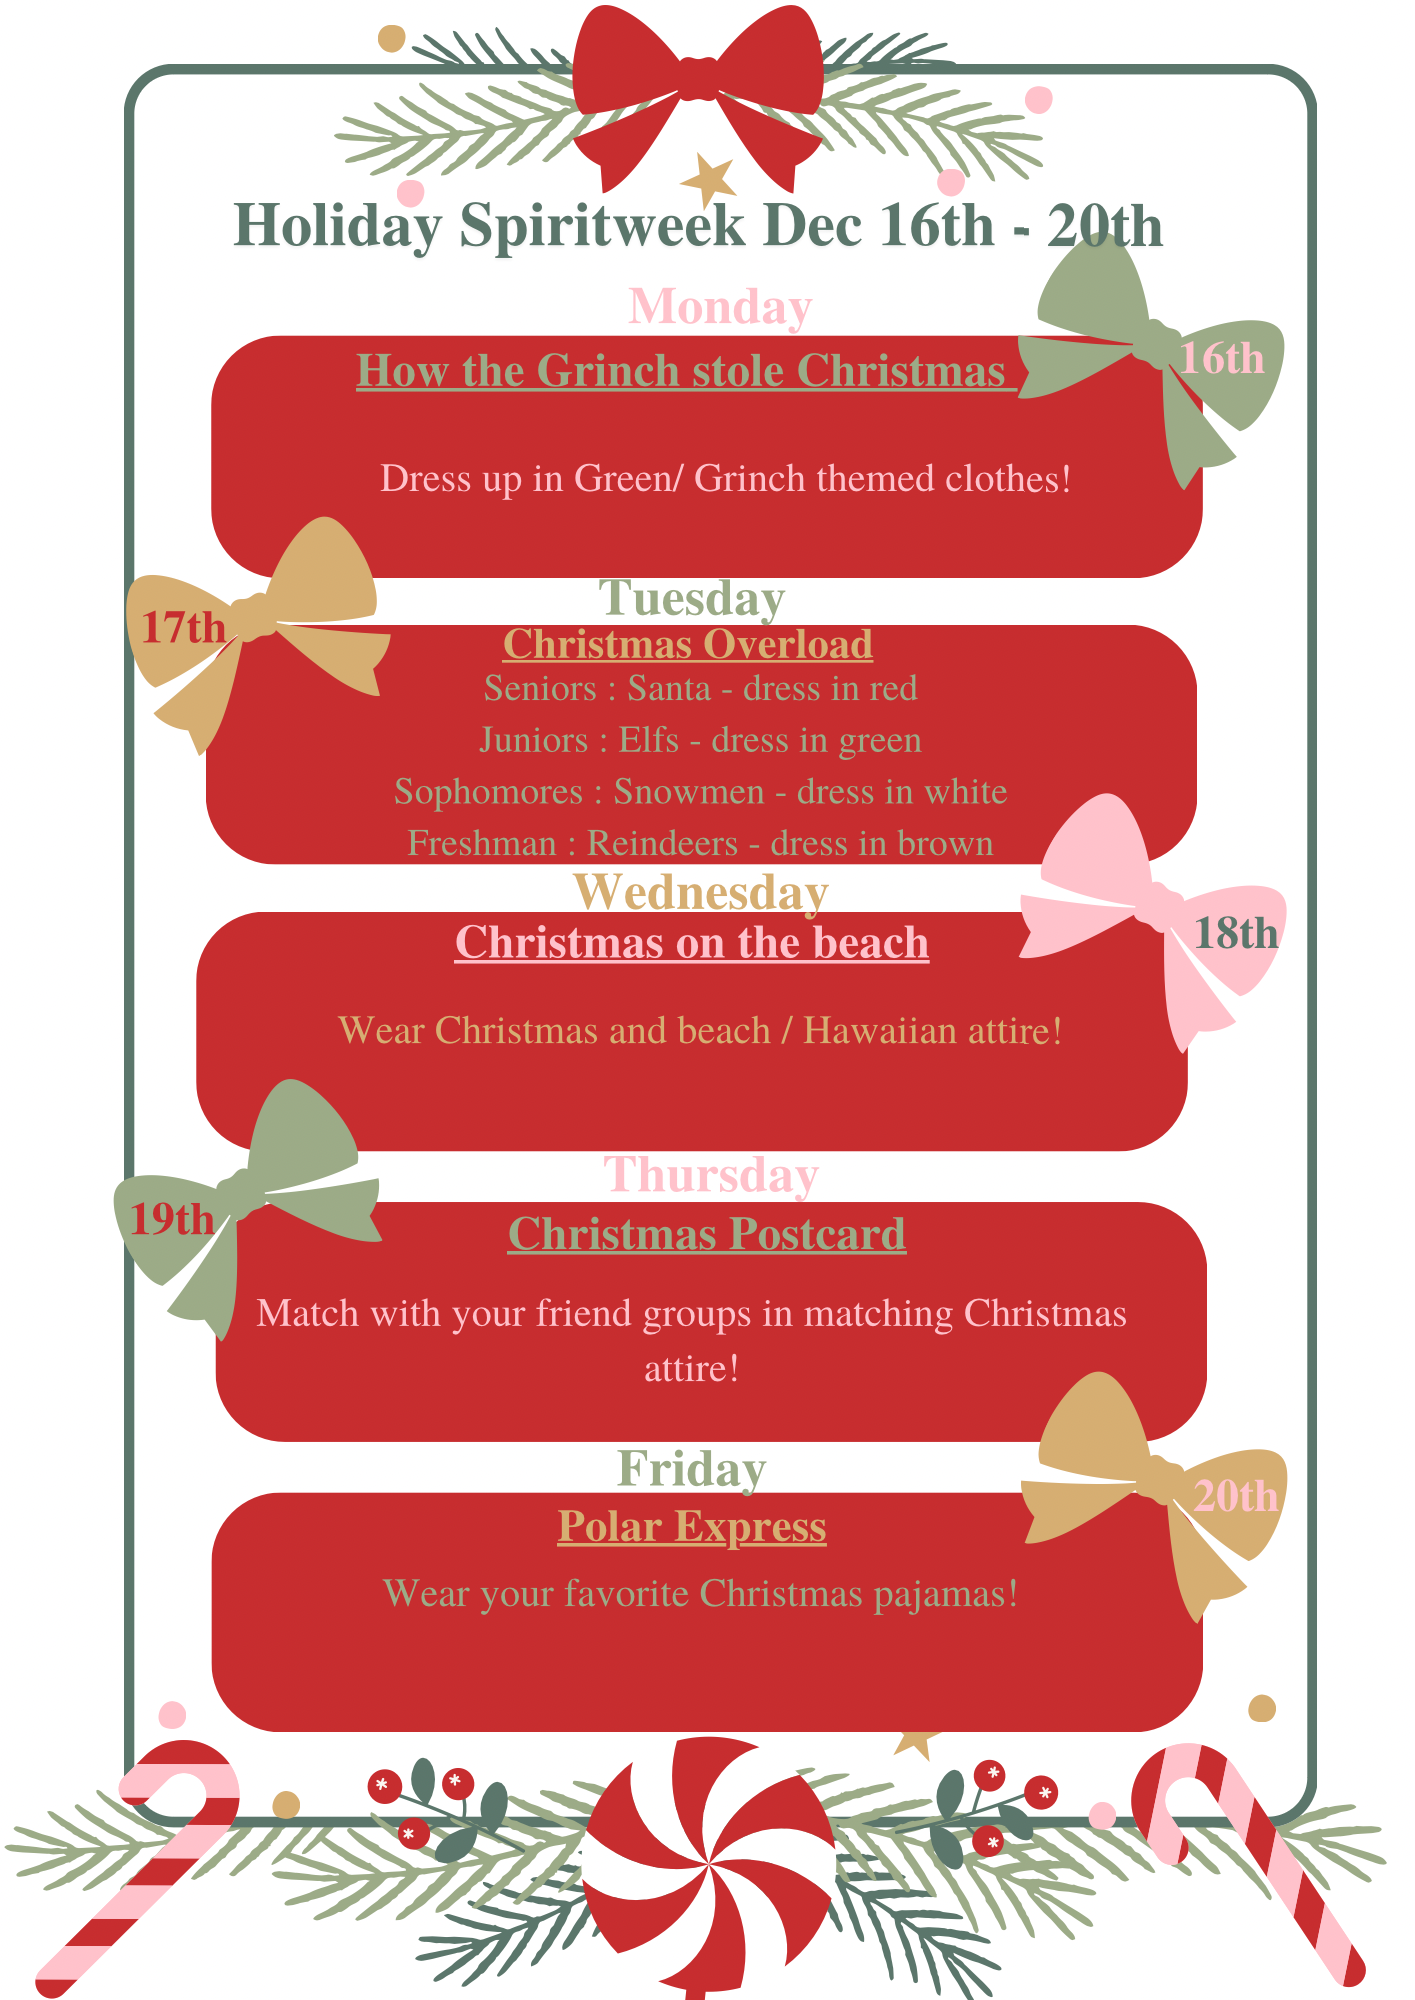 Holiday Spiritweek Dec 16th - 20th
Monday
How the Grinch stole Christmas
16th
Dress up in Green/ Grinch themed clothes!
Tuesday
17th
Christmas Overload
Seniors : Santa - dress in red
Juniors : Elfs - dress in green
Sophomores : Snowmen - dress in white
Freshman : Reindeers - dress in brown
Wednesday
Christmas on the beach
18th
Wear Christmas and beach / Hawaiian attire!
Thursday
19th
Christmas Postcard
Match with your friend groups in matching Christmas
attire!
Friday
20th
Polar Express
Wear your favorite Christmas pajamas!